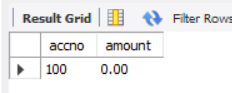 Result Grid Filter Rows
accno amount
100 0.00